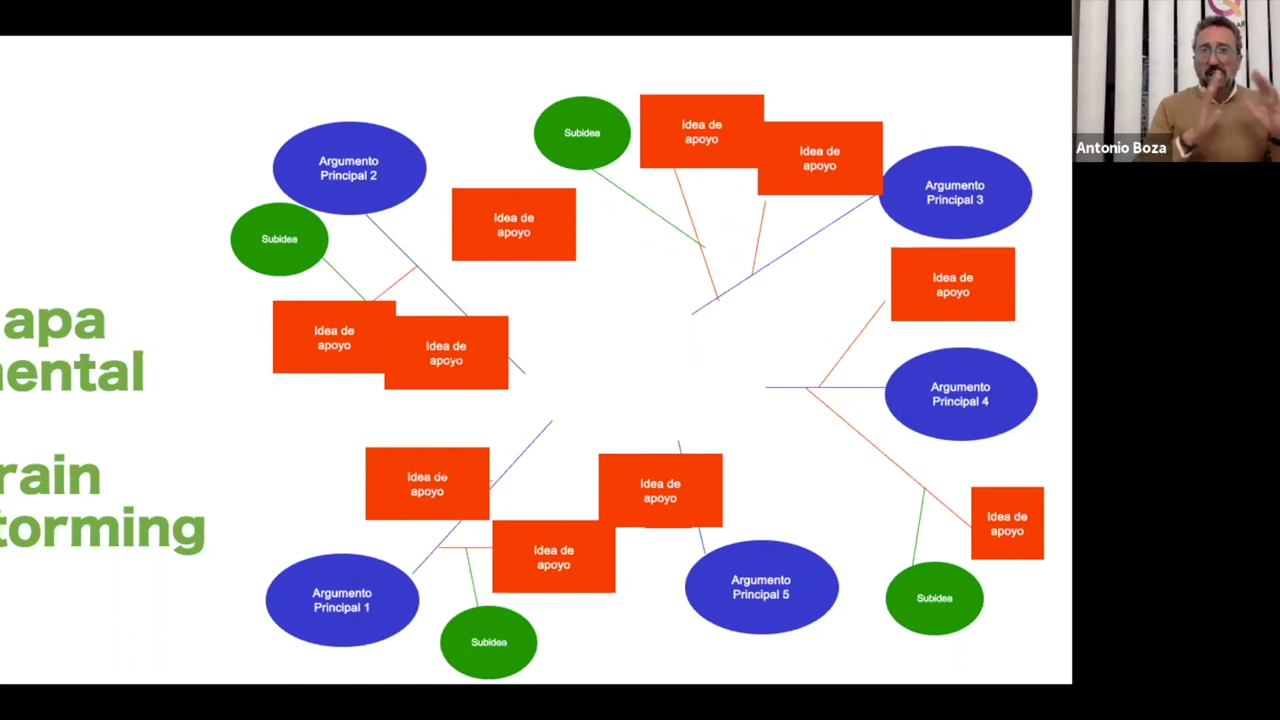 apa
ental
rain
torming
Argumento
Principal 2
Subidea
Idea de
apoyo
Idea de
apoyo
Idea de
apoyo
Subidea
Idea de
apoyo
Idea de
apoyo
Argumento
Principal 3
Idea de
apoyo
Argumento
Principal 4
Idea de
apoyo
Subidea
Idea de
apoyo
Idea de
apoyo
Idea de
apoyo
Argumento
Principal 1
Subidea
Argumento
Principal 5
Antonio Boza